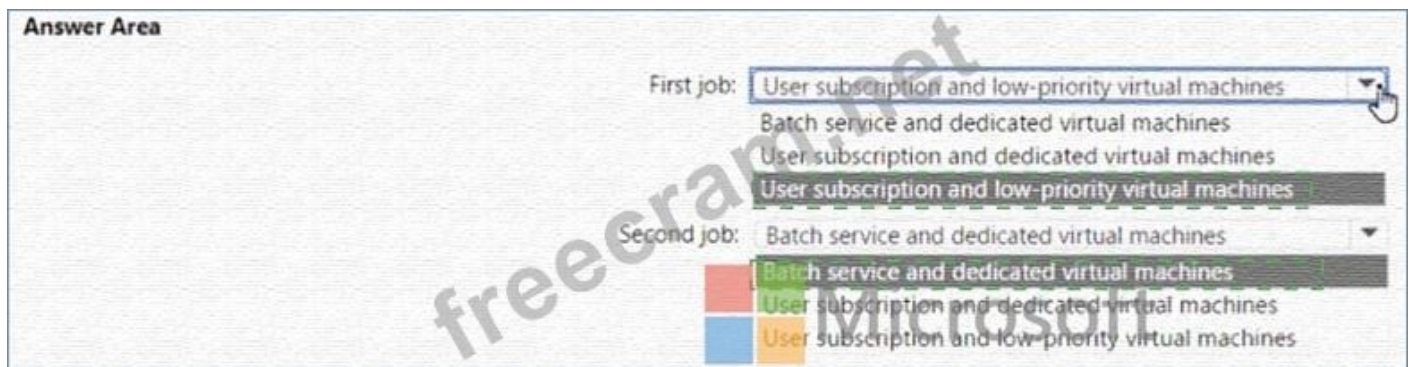 Answer Area
First job: User subscription and low-priority virtual machines
Batch service and dedicated virtual machines
User subscription and dedicated virtual machines
User subscription and low-priority virtual machines
Second job: Batch service and dedicated virtual machines
Batch service and dedicated virtual machines
User subscription and dedicated virtual machines
User subscription and low-priority virtual machines
freecram.net
Microsoft